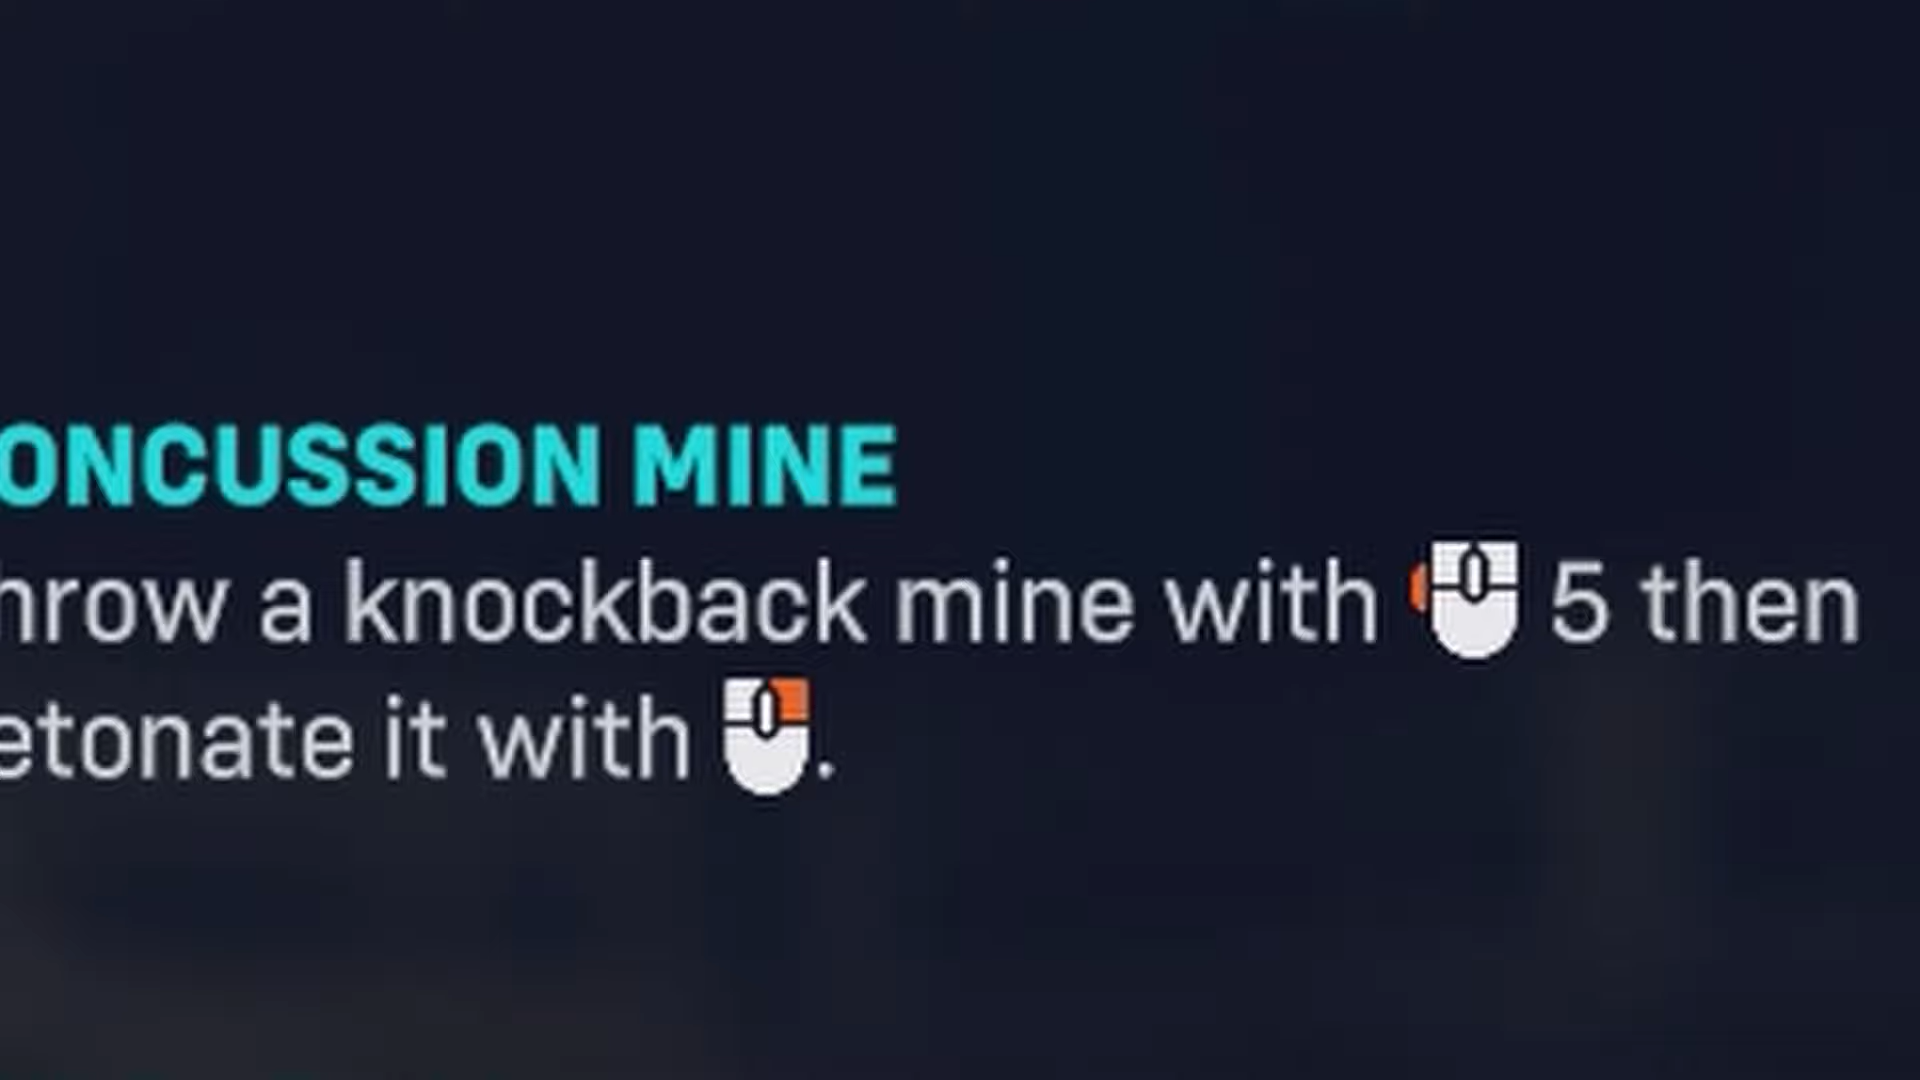 ONCUSSION MINE
hrow a knockback mine with 5 then
etonate it with .